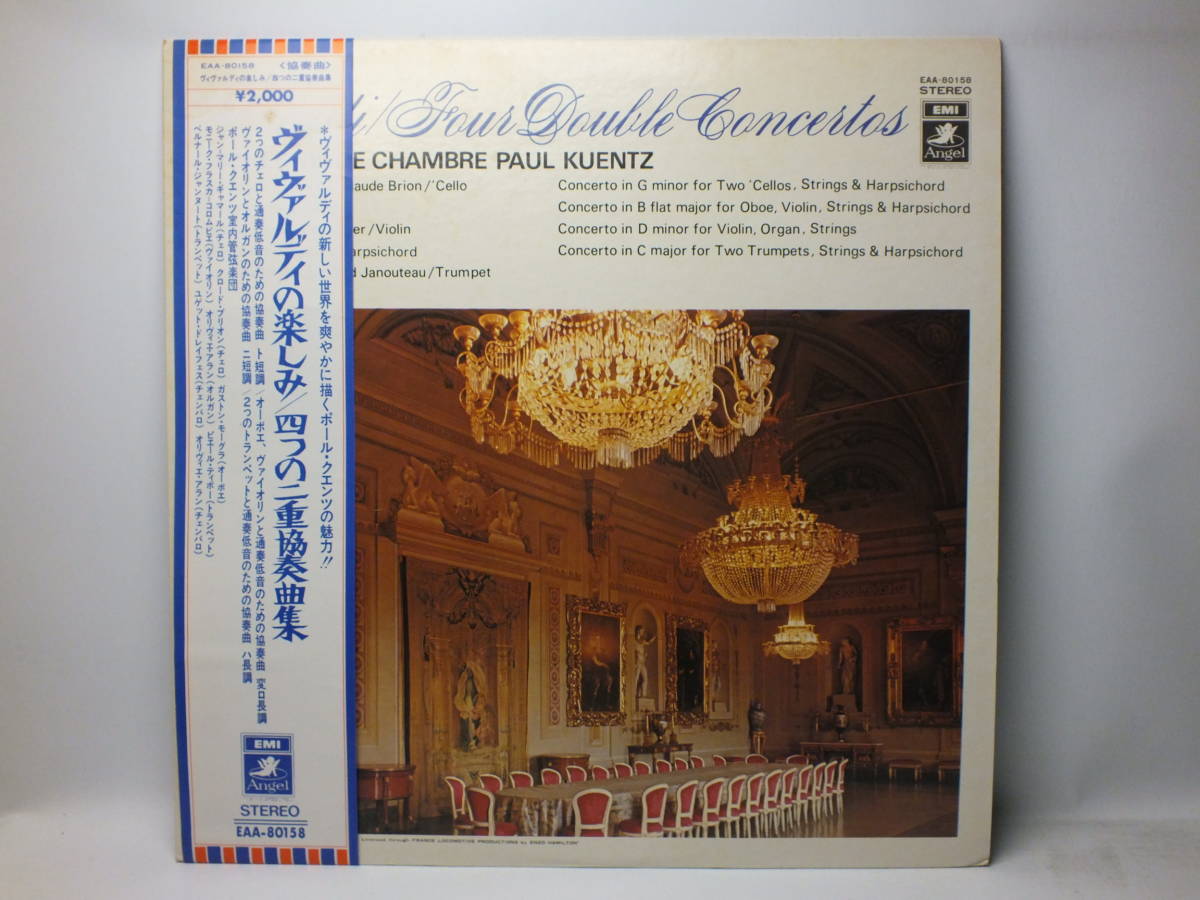 EAA-80158 〈協奏曲〉
ヴィヴァルディの楽しみ/四つの二重協奏曲集
¥2,000
*ヴィヴァルディの新しい世界を爽やかに描くポール・クエンツの魅力!!
ヴィヴァルディの楽しみ/四つの二重協奏曲集
2つのチェロと通奏低音のための協奏曲 ト短調/オーボエ、ヴァイオリンと通奏低音のための協奏曲 変ロ長調
ヴァイオリンとオルガンのための協奏曲 ニ短調/2つのトランペットと通奏低音のための協奏曲 ハ長調
ポール・クエンツ室内管弦楽団
ジャン・マリー・ギャマール(チェロ) クロード・ブリオン(チェロ) ガストン・モーグラ(オーボエ)
モニーク・フラスカ=コロムビエ(ヴァイオリン) オリヴィエ・アラン(オルガン) ピエール・ティボー(トランペット)
ベルナール・ジャンヌートー(トランペット) ユゲット・ドレイフェス(チェンバロ) オリヴィエ・アラン(チェンバロ)
EMI
Angel
STEREO
EAA-80158
EAA-80158
STEREO
EMI
Angel
i/Four Double Concertos
E CHAMBRE PAUL KUENTZ
aude Brion/'Cello
er/Violin
arpsichord
d Janouteau/Trumpet
Concerto in G minor for Two 'Cellos, Strings & Harpsichord
Concerto in B flat major for Oboe, Violin, Strings & Harpsichord
Concerto in D minor for Violin, Organ, Strings
Concerto in C major for Two Trumpets, Strings & Harpsichord
Licensed through FRANCE LOCOMOTIVE PRODUCTIONS by ENZO HAMILTON